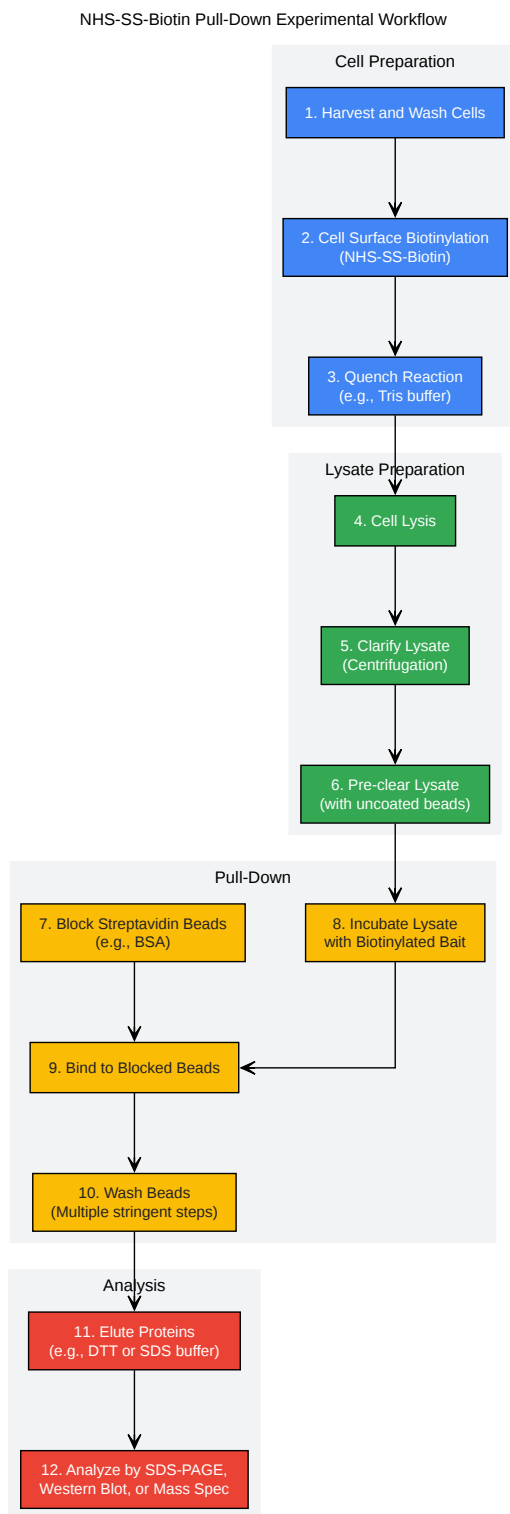 NHS-SS-Biotin Pull-Down Experimental Workflow
Cell Preparation
1. Harvest and Wash Cells
2. Cell Surface Biotinylation
(NHS-SS-Biotin)
3. Quench Reaction
(e.g., Tris buffer)
Lysate Preparation
4. Cell Lysis
5. Clarify Lysate
(Centrifugation)
6. Pre-clear Lysate
(with uncoated beads)
Pull-Down
7. Block Streptavidin Beads
(e.g., BSA)
8. Incubate Lysate
with Biotinylated Bait
9. Bind to Blocked Beads
10. Wash Beads
(Multiple stringent steps)
Analysis
11. Elute Proteins
(e.g., DTT or SDS buffer)
12. Analyze by SDS-PAGE,
Western Blot, or Mass Spec